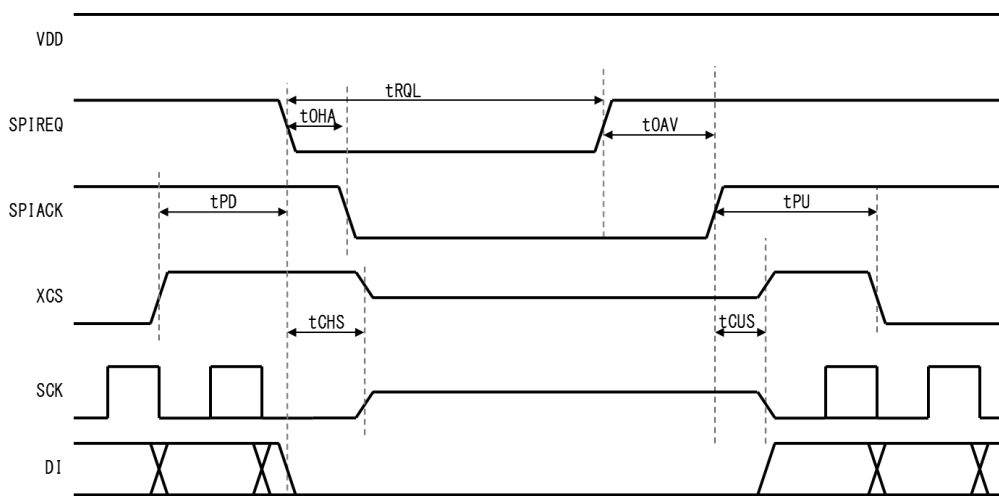 VDD
tRQL
SPIREQ
tOHA
tOAV
SPIACK
tPD
tPU
XCS
tCHS
tCUS
SCK
DI